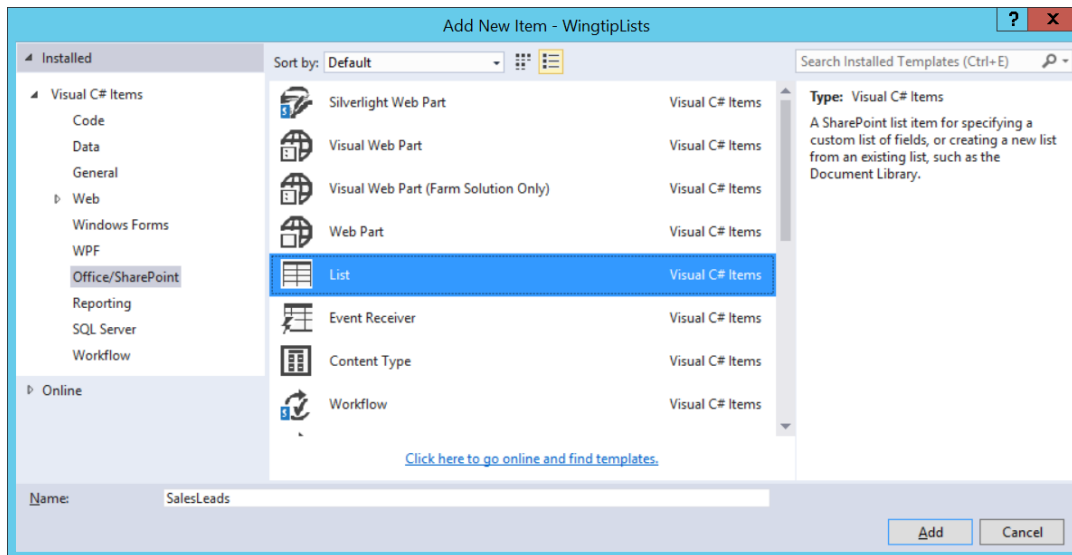 Add New Item - WingtipLists
? X
Installed
Visual C# Items
Code
Data
General
Web
Windows Forms
WPF
Office/SharePoint
Reporting
SQL Server
Workflow
Online
Sort by: Default
Silverlight Web Part Visual C# Items
Visual Web Part Visual C# Items
Visual Web Part (Farm Solution Only) Visual C# Items
Web Part Visual C# Items
List Visual C# Items
Event Receiver Visual C# Items
Content Type Visual C# Items
Workflow Visual C# Items
Click here to go online and find templates.
Search Installed Templates (Ctrl+E)
Type: Visual C# Items
A SharePoint list item for specifying a
custom list of fields, or creating a new list
from an existing list, such as the
Document Library.
Name: SalesLeads
Add Cancel